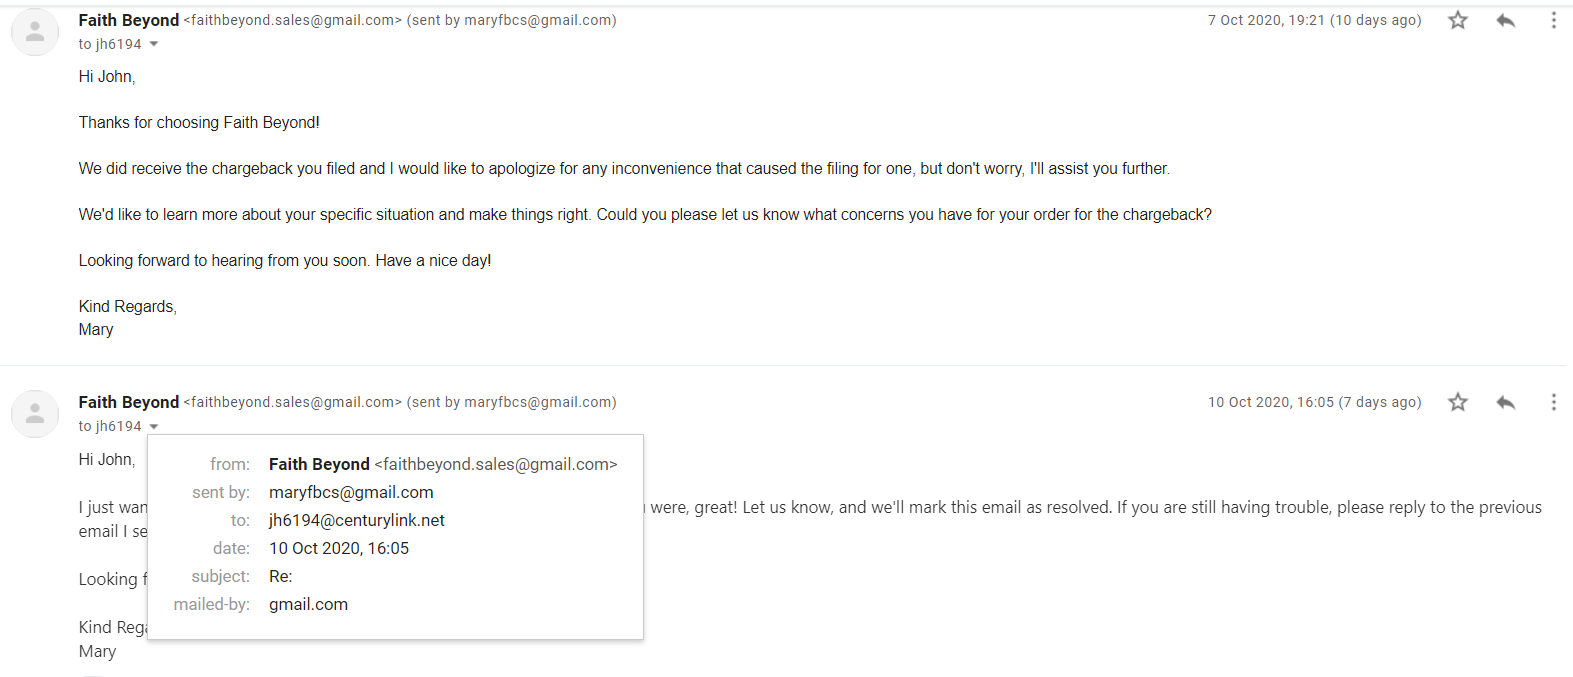 Faith Beyond <faithbeyond.sales@gmail.com> (sent by maryfbcs@gmail.com) 7 Oct 2020, 19:21 (10 days ago)
to jh6194
Hi John,
Thanks for choosing Faith Beyond!
We did receive the chargeback you filed and I would like to apologize for any inconvenience that caused the filing for one, but don't worry, I'll assist you further.
We'd like to learn more about your specific situation and make things right. Could you please let us know what concerns you have for your order for the chargeback?
Looking forward to hearing from you soon. Have a nice day!
Kind Regards,
Mary
Faith Beyond <faithbeyond.sales@gmail.com> (sent by maryfbcs@gmail.com) 10 Oct 2020, 16:05 (7 days ago)
to jh6194
Hi John,
from: Faith Beyond <faithbeyond.sales@gmail.com>
sent by: maryfbcs@gmail.com
to: jh6194@centurylink.net
date: 10 Oct 2020, 16:05
subject: Re:
mailed-by: gmail.com
I just were, great! Let us know, and we'll mark this email as resolved. If you are still having trouble, please reply to the previous
email I
Looking
Kind
Mary